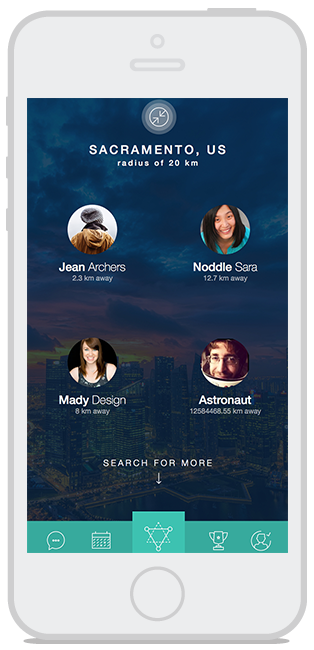 SACRAMENTO, US
radius of 20 km
Jean Archers
2.3 km away
Noddle Sara
12.7 km away
Mady Design
8 km away
Astronaut
12584468.55 km away
SEARCH FOR MORE
↓